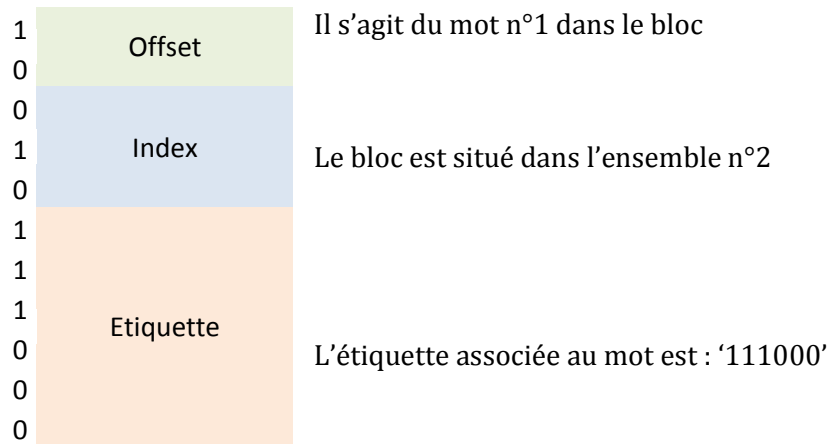 1
Offset
Il s’agit du mot n°1 dans le bloc
0
0
1
Index
Le bloc est situé dans l’ensemble n°2
0
1
1
1
Etiquette
0
L’étiquette associée au mot est : ‘111000’
0
0